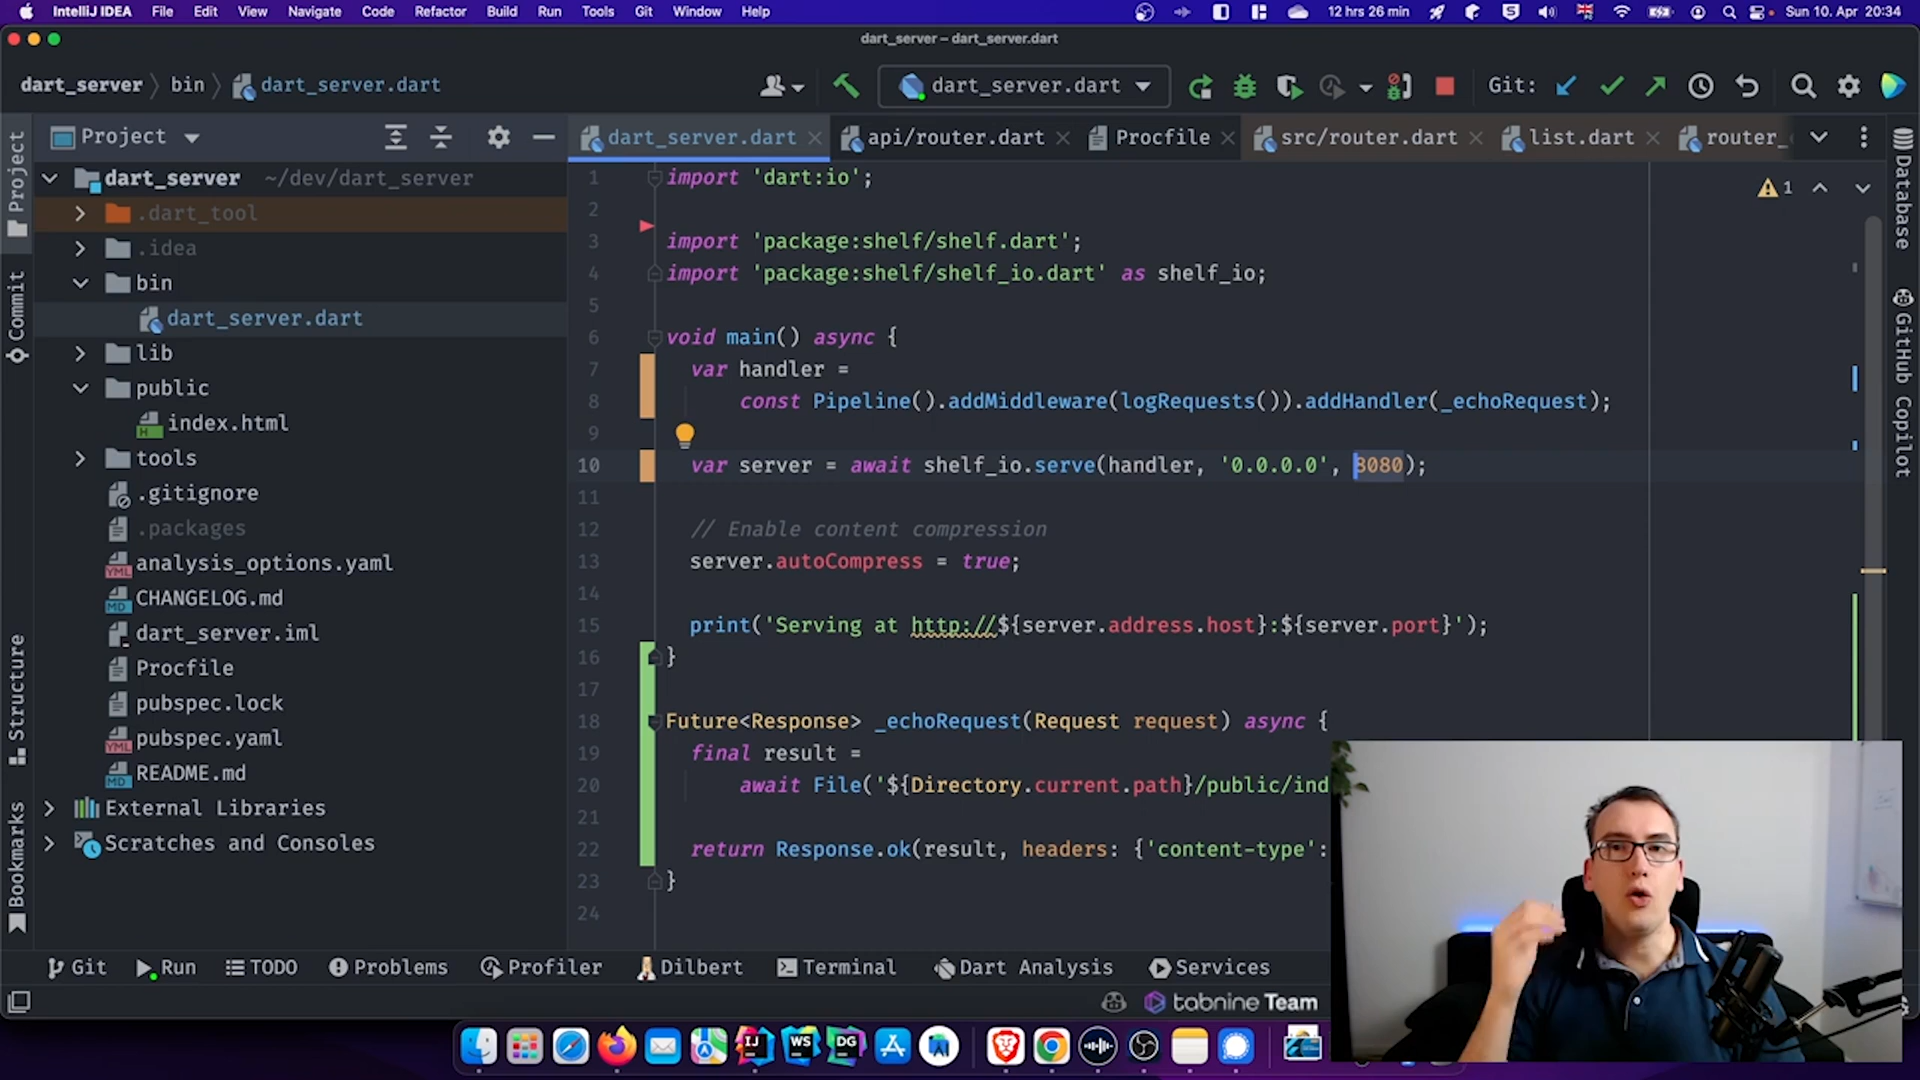 IntelliJ IDEA File Edit View Navigate Code Refactor Build Run Tools Git Window Help 12 hrs 26 min Sun 10. Apr 20:34
dart_server – dart_server.dart
dart_server bin dart_server.dart dart_server.dart Git:
Project dart_server.dart api/router.dart Procfile src/router.dart list.dart router_
Project
Commit
Structure
Bookmarks
dart_server ~/dev/dart_server
.dart_tool
.idea
bin
dart_server.dart
lib
public
index.html
tools
.gitignore
.packages
analysis_options.yaml
CHANGELOG.md
dart_server.iml
Procfile
pubspec.lock
pubspec.yaml
README.md
External Libraries
Scratches and Consoles
1 import 'dart:io';
2
3 import 'package:shelf/shelf.dart';
4 import 'package:shelf/shelf_io.dart' as shelf_io;
5
6 void main() async {
7 var handler =
8 const Pipeline().addMiddleware(logRequests()).addHandler(_echoRequest);
9
10 var server = await shelf_io.serve(handler, '0.0.0.0', 8080);
11
12 // Enable content compression
13 server.autoCompress = true;
14
15 print('Serving at http://${server.address.host}:${server.port}');
16 }
17
18 Future<Response> _echoRequest(Request request) async {
19 final result =
20 await File('${Directory.current.path}/public/ind
21
22 return Response.ok(result, headers: {'content-type':
23 }
24
1
Database
GitHub Copilot
Git Run TODO Problems Profiler Dilbert Terminal Dart Analysis Services
tabnine Team
IJ WS DG